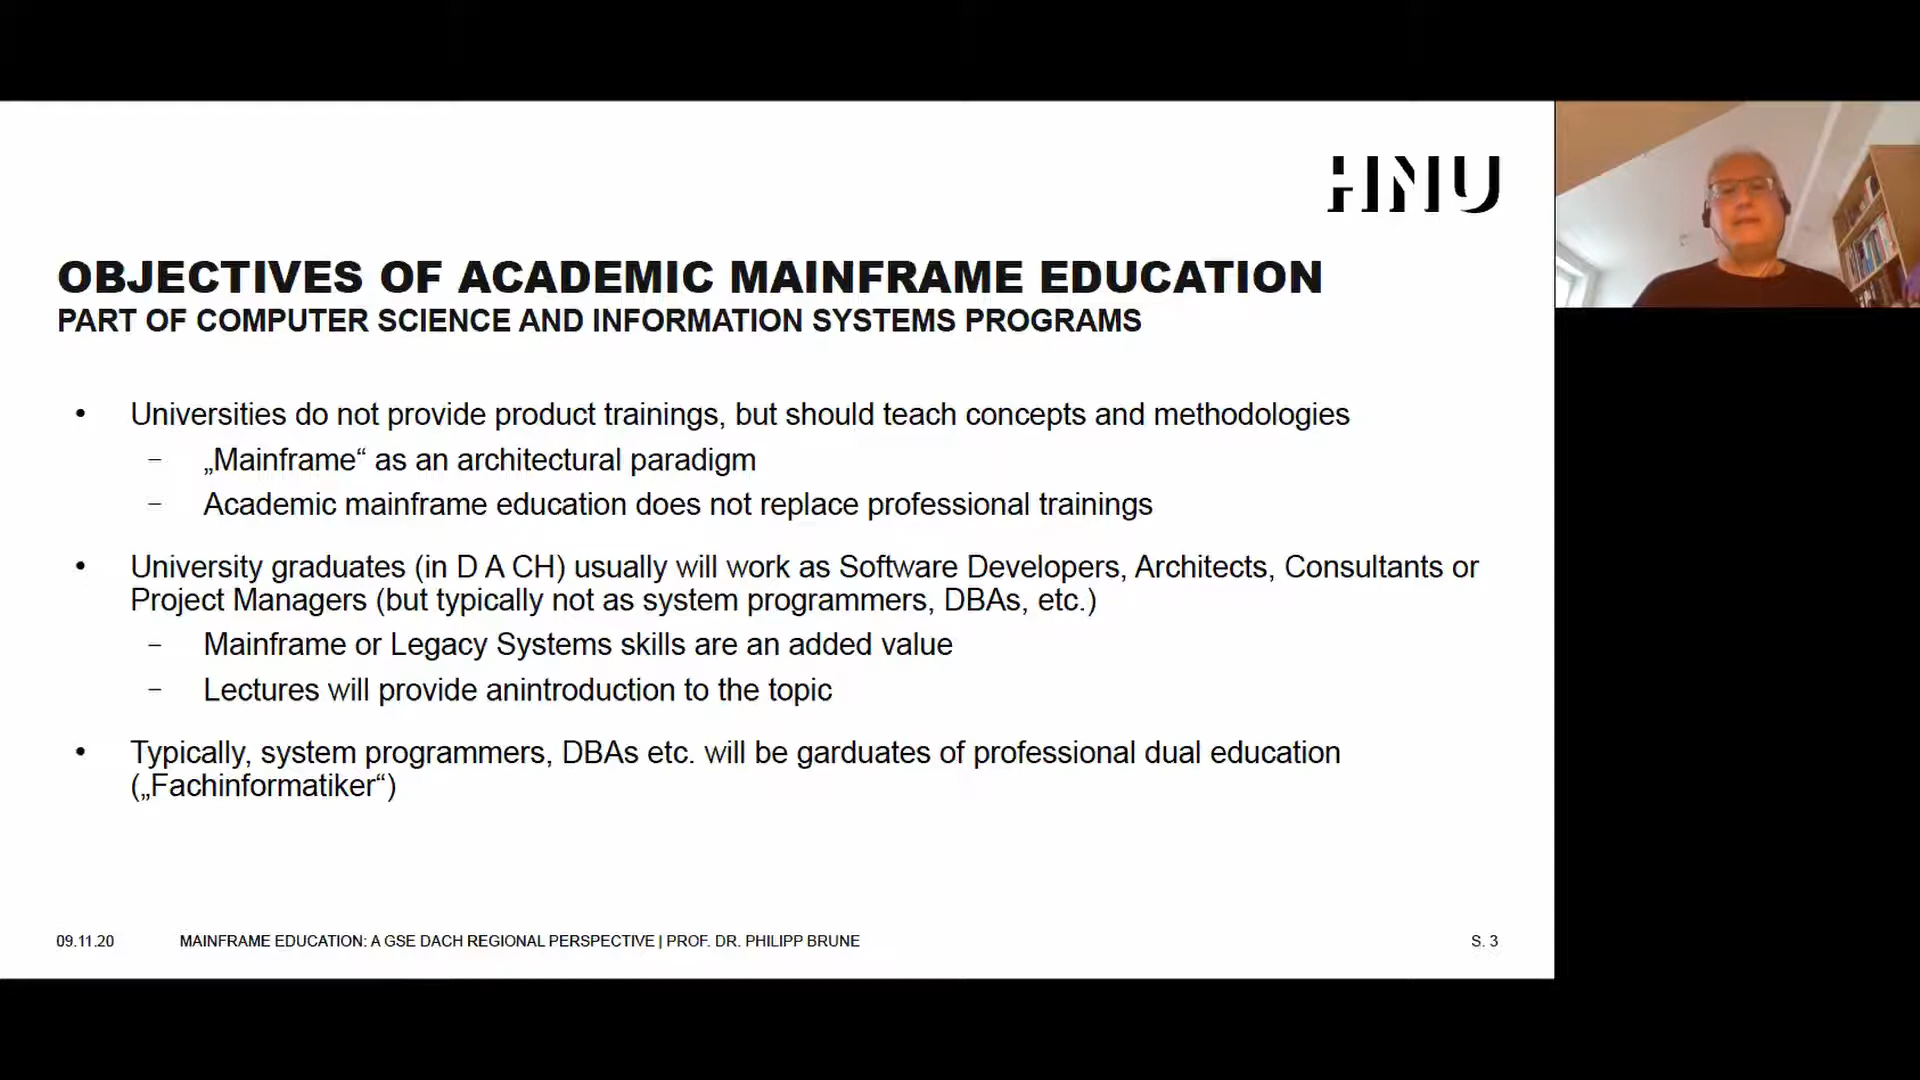 HNU
OBJECTIVES OF ACADEMIC MAINFRAME EDUCATION
PART OF COMPUTER SCIENCE AND INFORMATION SYSTEMS PROGRAMS
• Universities do not provide product trainings, but should teach concepts and methodologies
– „Mainframe“ as an architectural paradigm
– Academic mainframe education does not replace professional trainings
• University graduates (in D A CH) usually will work as Software Developers, Architects, Consultants or
Project Managers (but typically not as system programmers, DBAs, etc.)
– Mainframe or Legacy Systems skills are an added value
– Lectures will provide anintroduction to the topic
• Typically, system programmers, DBAs etc. will be garduates of professional dual education
(„Fachinformatiker“)
09.11.20 MAINFRAME EDUCATION: A GSE DACH REGIONAL PERSPECTIVE | PROF. DR. PHILIPP BRUNE S. 3